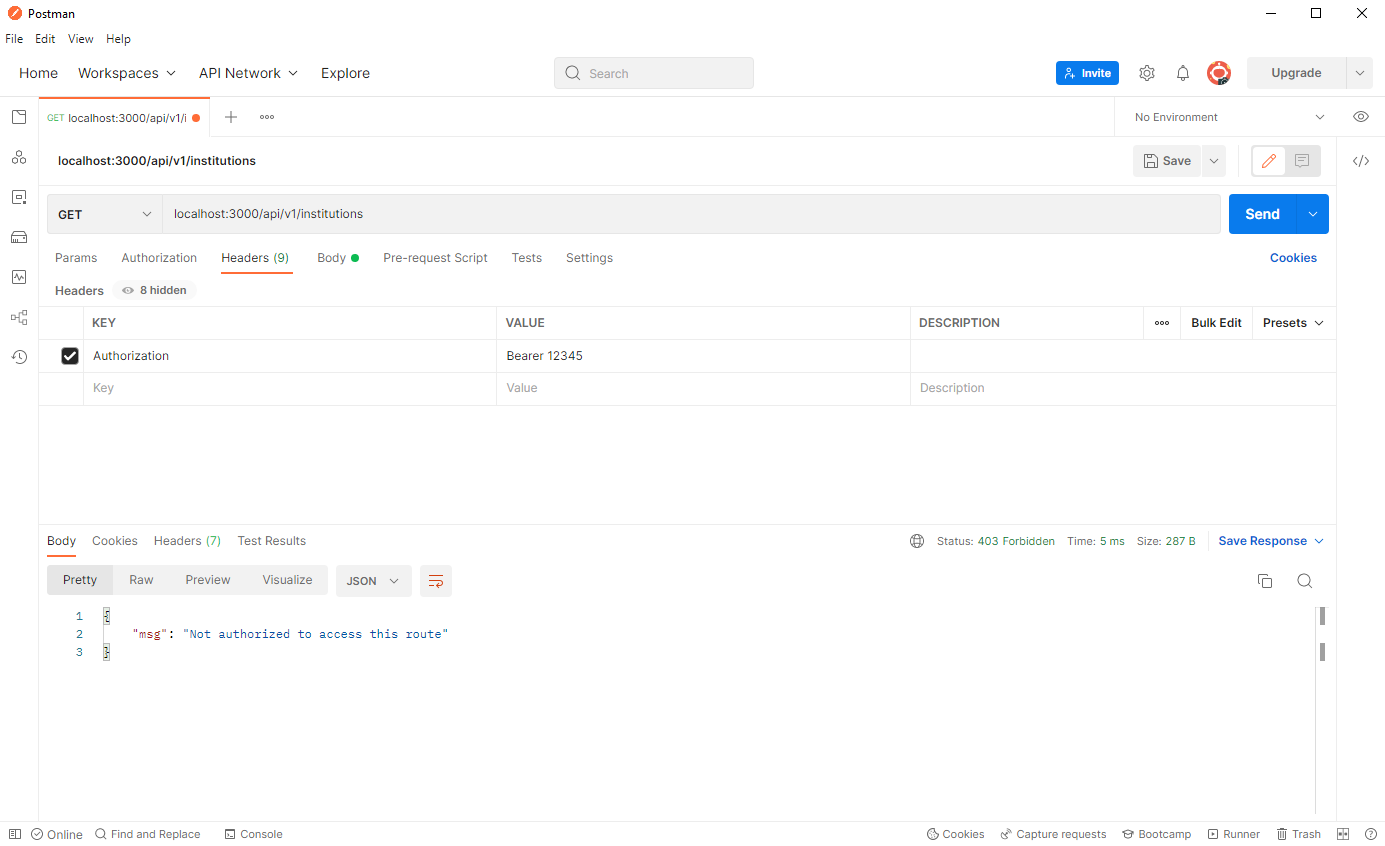 Postman
File Edit View Help
Home Workspaces API Network Explore Search Invite Upgrade
GET localhost:3000/api/v1/i No Environment
localhost:3000/api/v1/institutions Save
GET localhost:3000/api/v1/institutions Send
Params Authorization Headers (9) Body Pre-request Script Tests Settings Cookies
Headers 8 hidden
KEY VALUE DESCRIPTION Bulk Edit Presets
Authorization Bearer 12345
Key Value Description
Body Cookies Headers (7) Test Results Status: 403 Forbidden Time: 5 ms Size: 287 B Save Response
Pretty Raw Preview Visualize JSON
1 {
2 "msg": "Not authorized to access this route"
3 }
Online Find and Replace Console Cookies Capture requests Bootcamp Runner Trash